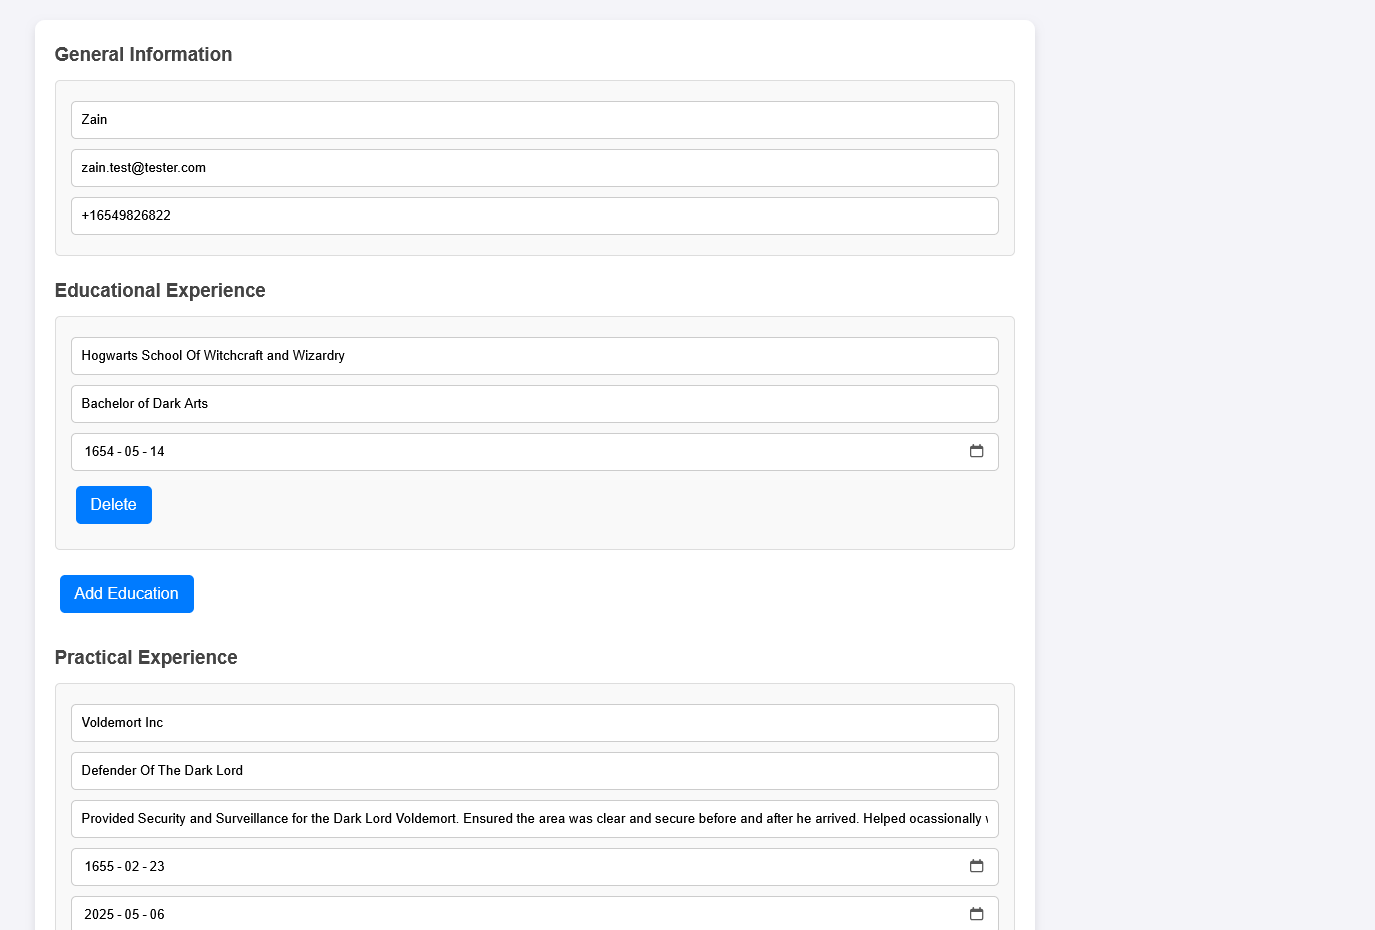 General Information
Zain
zain.test@tester.com
+16549826822
Educational Experience
Hogwarts School Of Witchcraft and Wizardry
Bachelor of Dark Arts
1654 - 05 - 14
Delete
Add Education
Practical Experience
Voldemort Inc
Defender Of The Dark Lord
Provided Security and Surveillance for the Dark Lord Voldemort. Ensured the area was clear and secure before and after he arrived. Helped ocassionally
1655 - 02 - 23
2025 - 05 - 06